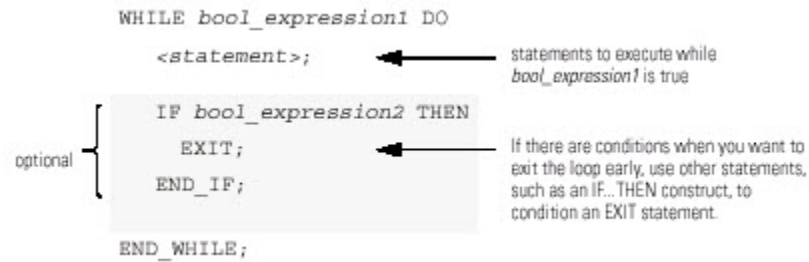 WHILE bool_expression1 DO
<statement>;
statements to execute while
bool_expression1 is true
optional
IF bool_expression2 THEN
EXIT;
END_IF;
If there are conditions when you want to
exit the loop early, use other statements,
such as an IF...THEN construct, to
condition an EXIT statement.
END_WHILE;